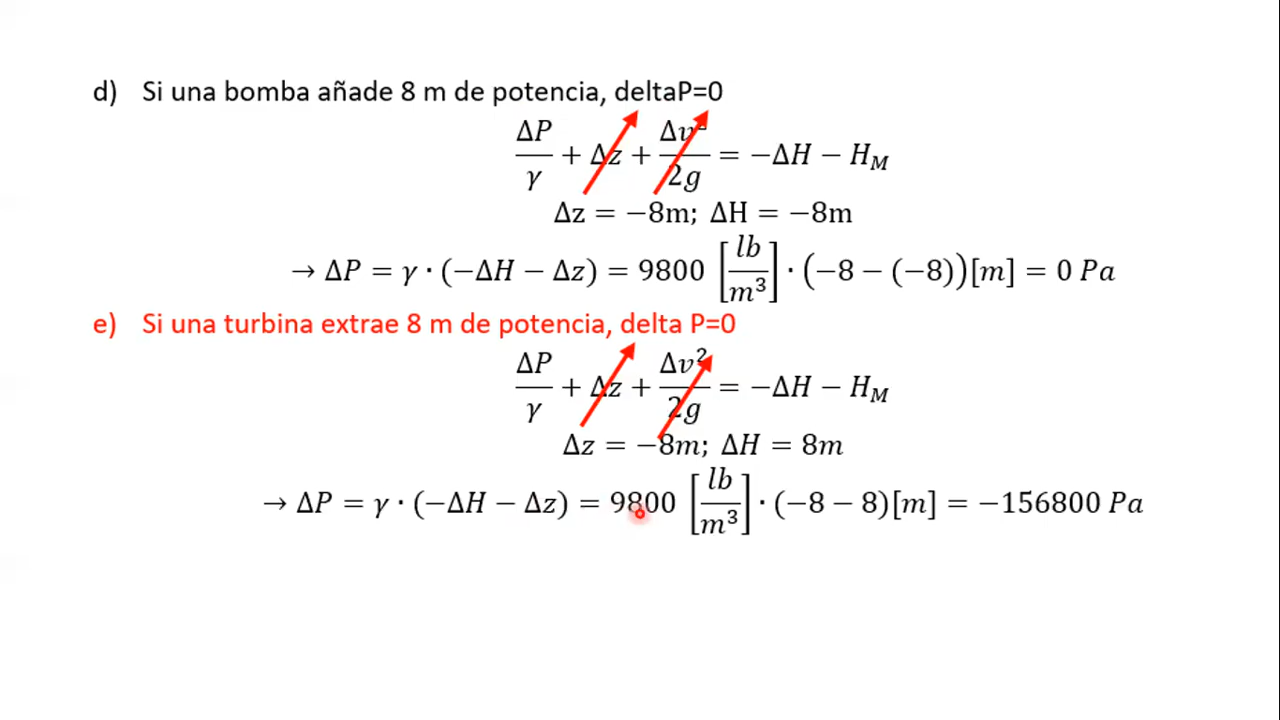 d) Si una bomba añade 8 m de potencia, deltaP=0
ΔP/γ + Δz + Δv²/2g = −ΔH − H_M
Δz = −8m; ΔH = −8m
→ ΔP = γ · (−ΔH − Δz) = 9800 [lb/m³] · (−8 − (−8))[m] = 0 Pa
e) Si una turbina extrae 8 m de potencia, delta P=0
ΔP/γ + Δz + Δv²/2g = −ΔH − H_M
Δz = −8m; ΔH = 8m
→ ΔP = γ · (−ΔH − Δz) = 9800 [lb/m³] · (−8 − 8)[m] = −156800 Pa